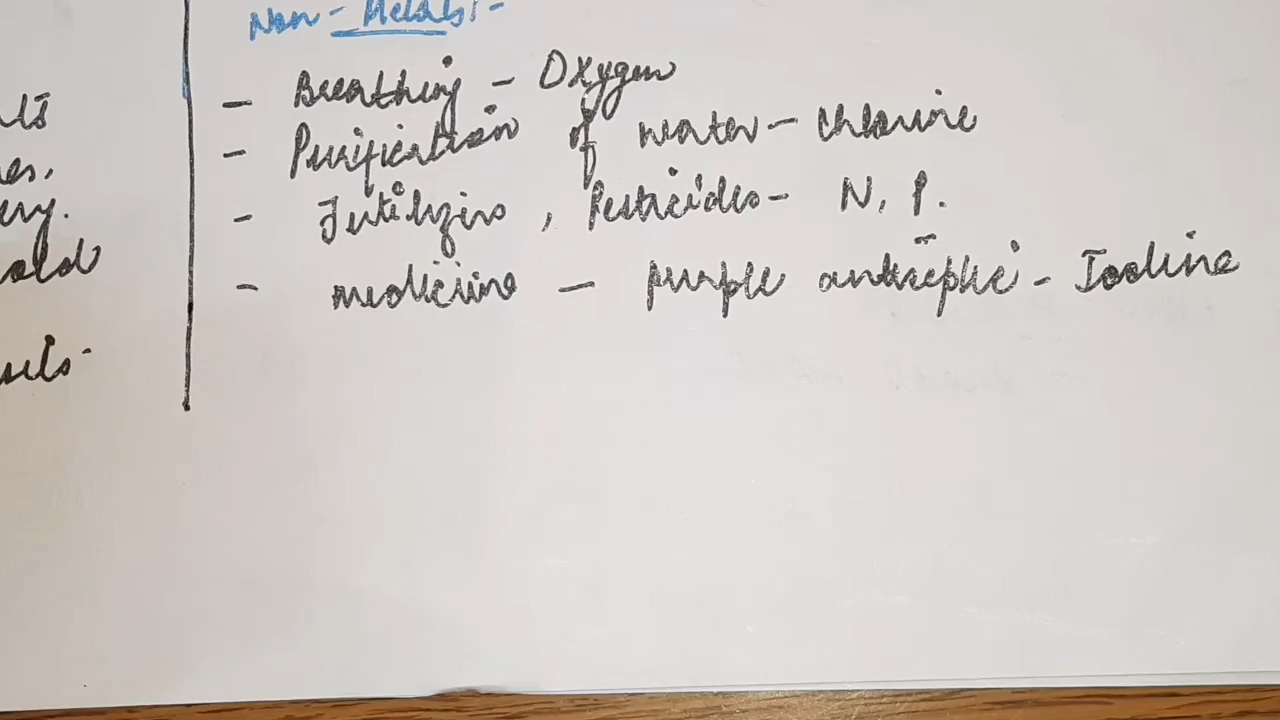 Non-Metals:-
- Breathing - Oxygen
- Purification of water - chlorine
- Fertilizers, Pesticides - N, P.
- medicine - purple antiseptic - Iodine